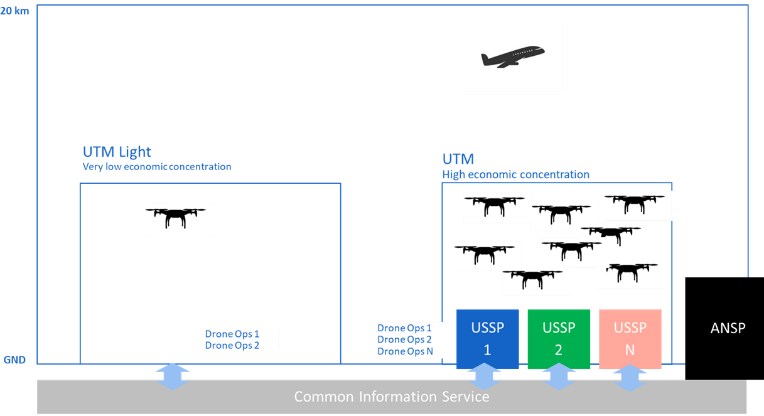 20 km
UTM Light
Very low economic concentration
UTM
High economic concentration
Drone Ops 1
Drone Ops 2
Drone Ops 1
Drone Ops 2
Drone Ops N
USSP
1
USSP
2
USSP
N
ANSP
GND
Common Information Service